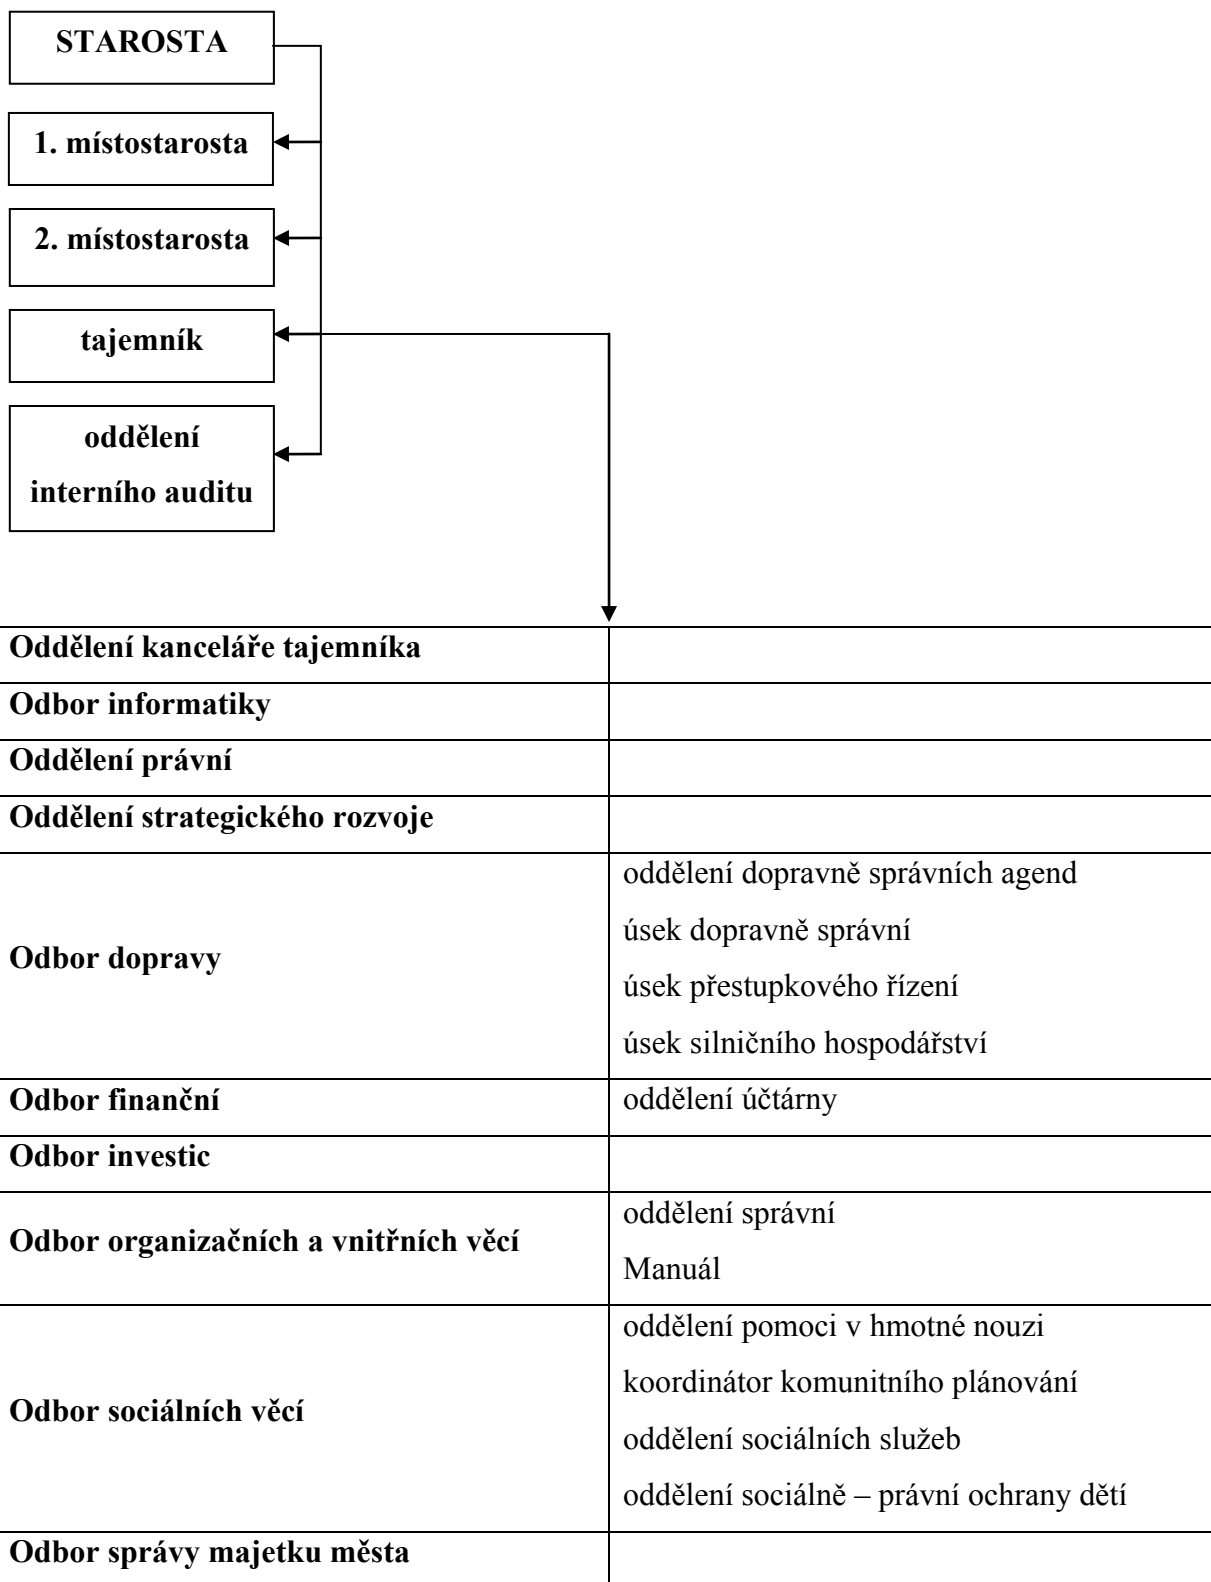 STAROSTA
1. místostarosta
2. místostarosta
tajemník
oddělení
interního auditu
Oddělení kanceláře tajemníka
Odbor informatiky
Oddělení právní
Oddělení strategického rozvoje
Odbor dopravy
oddělení dopravně správních agend
úsek dopravně správní
úsek přestupkového řízení
úsek silničního hospodářství
Odbor finanční
oddělení účtárny
Odbor investic
Odbor organizačních a vnitřních věcí
oddělení správní
Manuál
Odbor sociálních věcí
oddělení pomoci v hmotné nouzi
koordinátor komunitního plánování
oddělení sociálních služeb
oddělení sociálně – právní ochrany dětí
Odbor správy majetku města